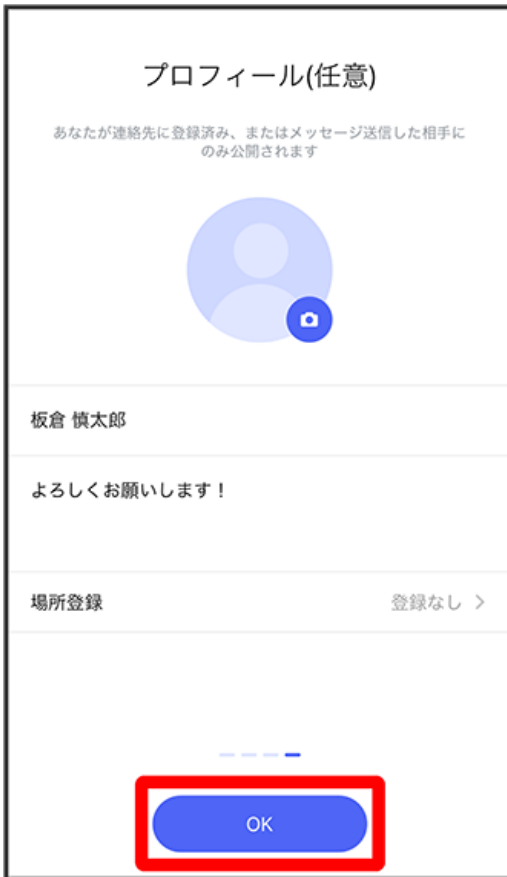 プロフィール(任意)
あなたが連絡先に登録済み、またはメッセージ送信した相手に
のみ公開されます
板倉 慎太郎
よろしくお願いします！
場所登録 登録なし
OK